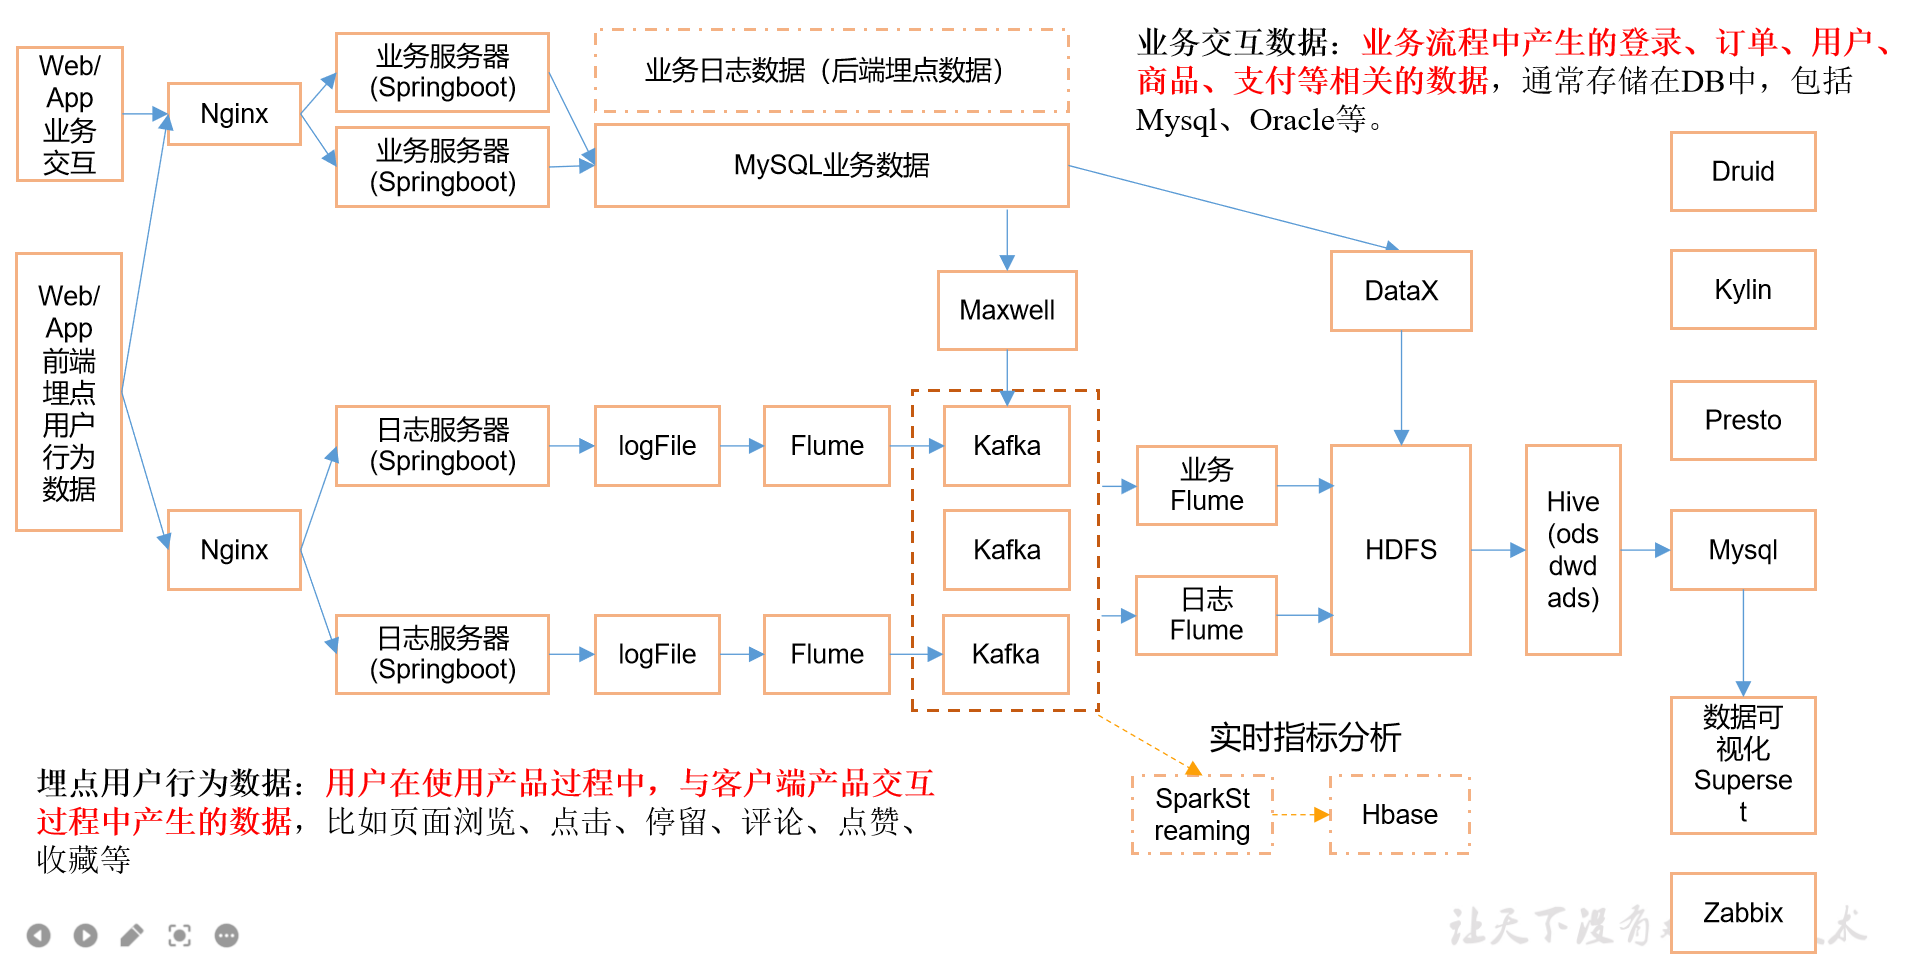 Web/
App
业务
交互
Nginx
业务服务器
(Springboot)
业务服务器
(Springboot)
业务日志数据（后端埋点数据）
MySQL业务数据
业务交互数据：业务流程中产生的登录、订单、用户、
商品、支付等相关的数据，通常存储在DB中，包括
Mysql、Oracle等。
Druid
Kylin
Presto
Web/
App
前端
埋点
用户
行为
数据
Maxwell
DataX
Nginx
日志服务器
(Springboot)
logFile
Flume
Kafka
Kafka
日志服务器
(Springboot)
logFile
Flume
Kafka
业务
Flume
日志
Flume
HDFS
Hive
(ods
dwd
ads)
Mysql
数据可
视化
Superse
t
实时指标分析
SparkSt
reaming
Hbase
埋点用户行为数据：用户在使用产品过程中，与客户端产品交互
过程中产生的数据，比如页面浏览、点击、停留、评论、点赞、
收藏等
Zabbix
让天下没有
术